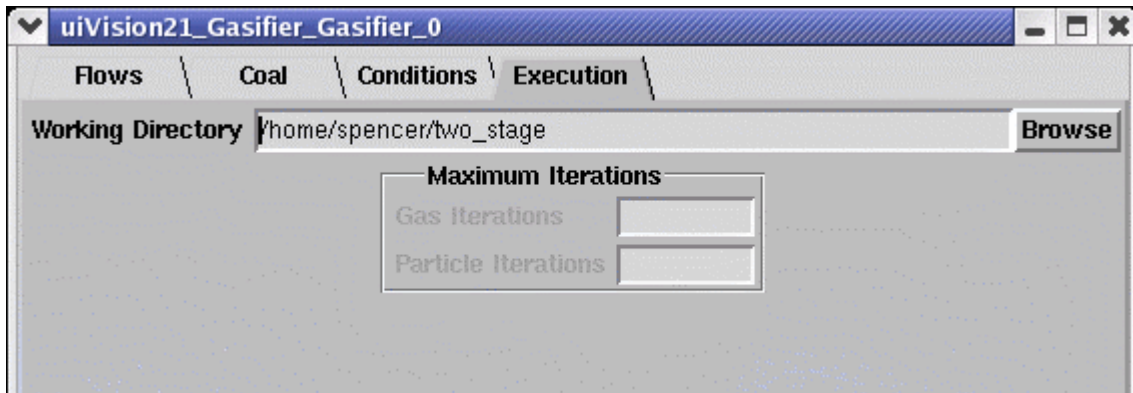 uiVision21_Gasifier_Gasifier_0
Flows Coal Conditions Execution
Working Directory /home/spencer/two_stage Browse
Maximum Iterations
Gas Iterations
Particle Iterations